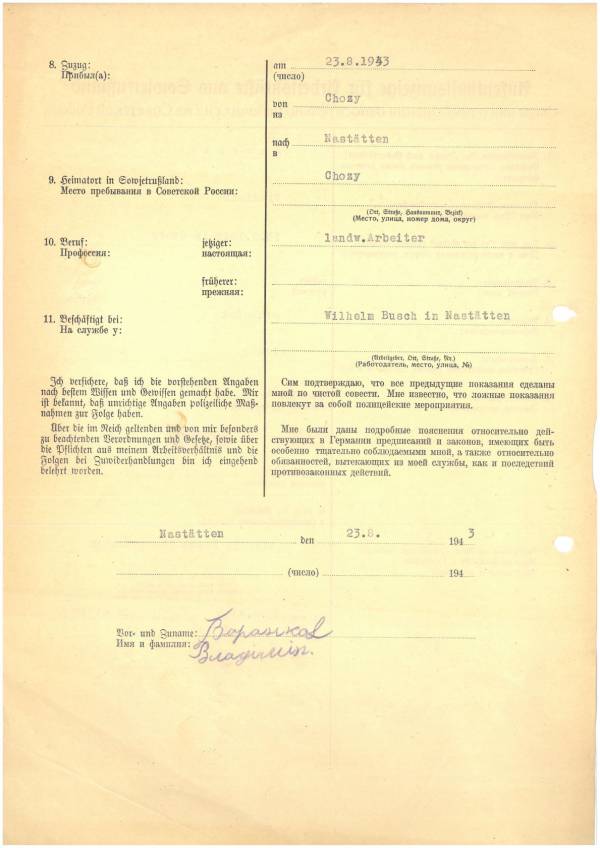 8. Zuzug: am 23.8.1943
Прибыл(а): (число)
von Chozy
из
nach Nastätten
в
9. Heimatort in Sowjetrußland: Chozy
Место пребывания в Советской России:
(Ort, Straße, Hausnummer, Bezirk)
(Место, улица, номер дома, округ)
10. Beruf: jetziger: landw.Arbeiter
Профессия: настоящая:
früherer:
прежняя:
11. Beschäftigt bei: Wilhelm Busch in Nastätten
На службе у:
(Arbeitgeber, Ort, Straße, Nr.)
(Работодатель, место, улица, №)
Ich versichere, daß ich die vorstehenden Angaben
nach bestem Wissen und Gewissen gemacht habe. Mir
ist bekannt, daß unrichtige Angaben polizeiliche Maß-
nahmen zur Folge haben.
Über die im Reich geltenden und von mir besonders
zu beachtenden Verordnungen und Gesetze, sowie über
die Pflichten aus meinem Arbeitsverhältnis und die
Folgen bei Zuwiderhandlungen bin ich eingehend
belehrt worden.
Сим подтверждаю, что все предыдущие показания сделаны
мной по чистой совести. Мне известно, что ложные показания
повлекут за собой полицейские мероприятия.
Мне были даны подробные пояснения относительно дей-
ствующих в Германии предписаний и законов, имеющих быть
особенно тщательно соблюдаемыми мной, а также относительно
обязанностей, вытекающих из моей службы, как и последствий
противозаконных действий.
Nastätten den 23.8. 194 3
(число) 194
Vor- und Zuname: Воранков
Имя и фамилия: Владімір.